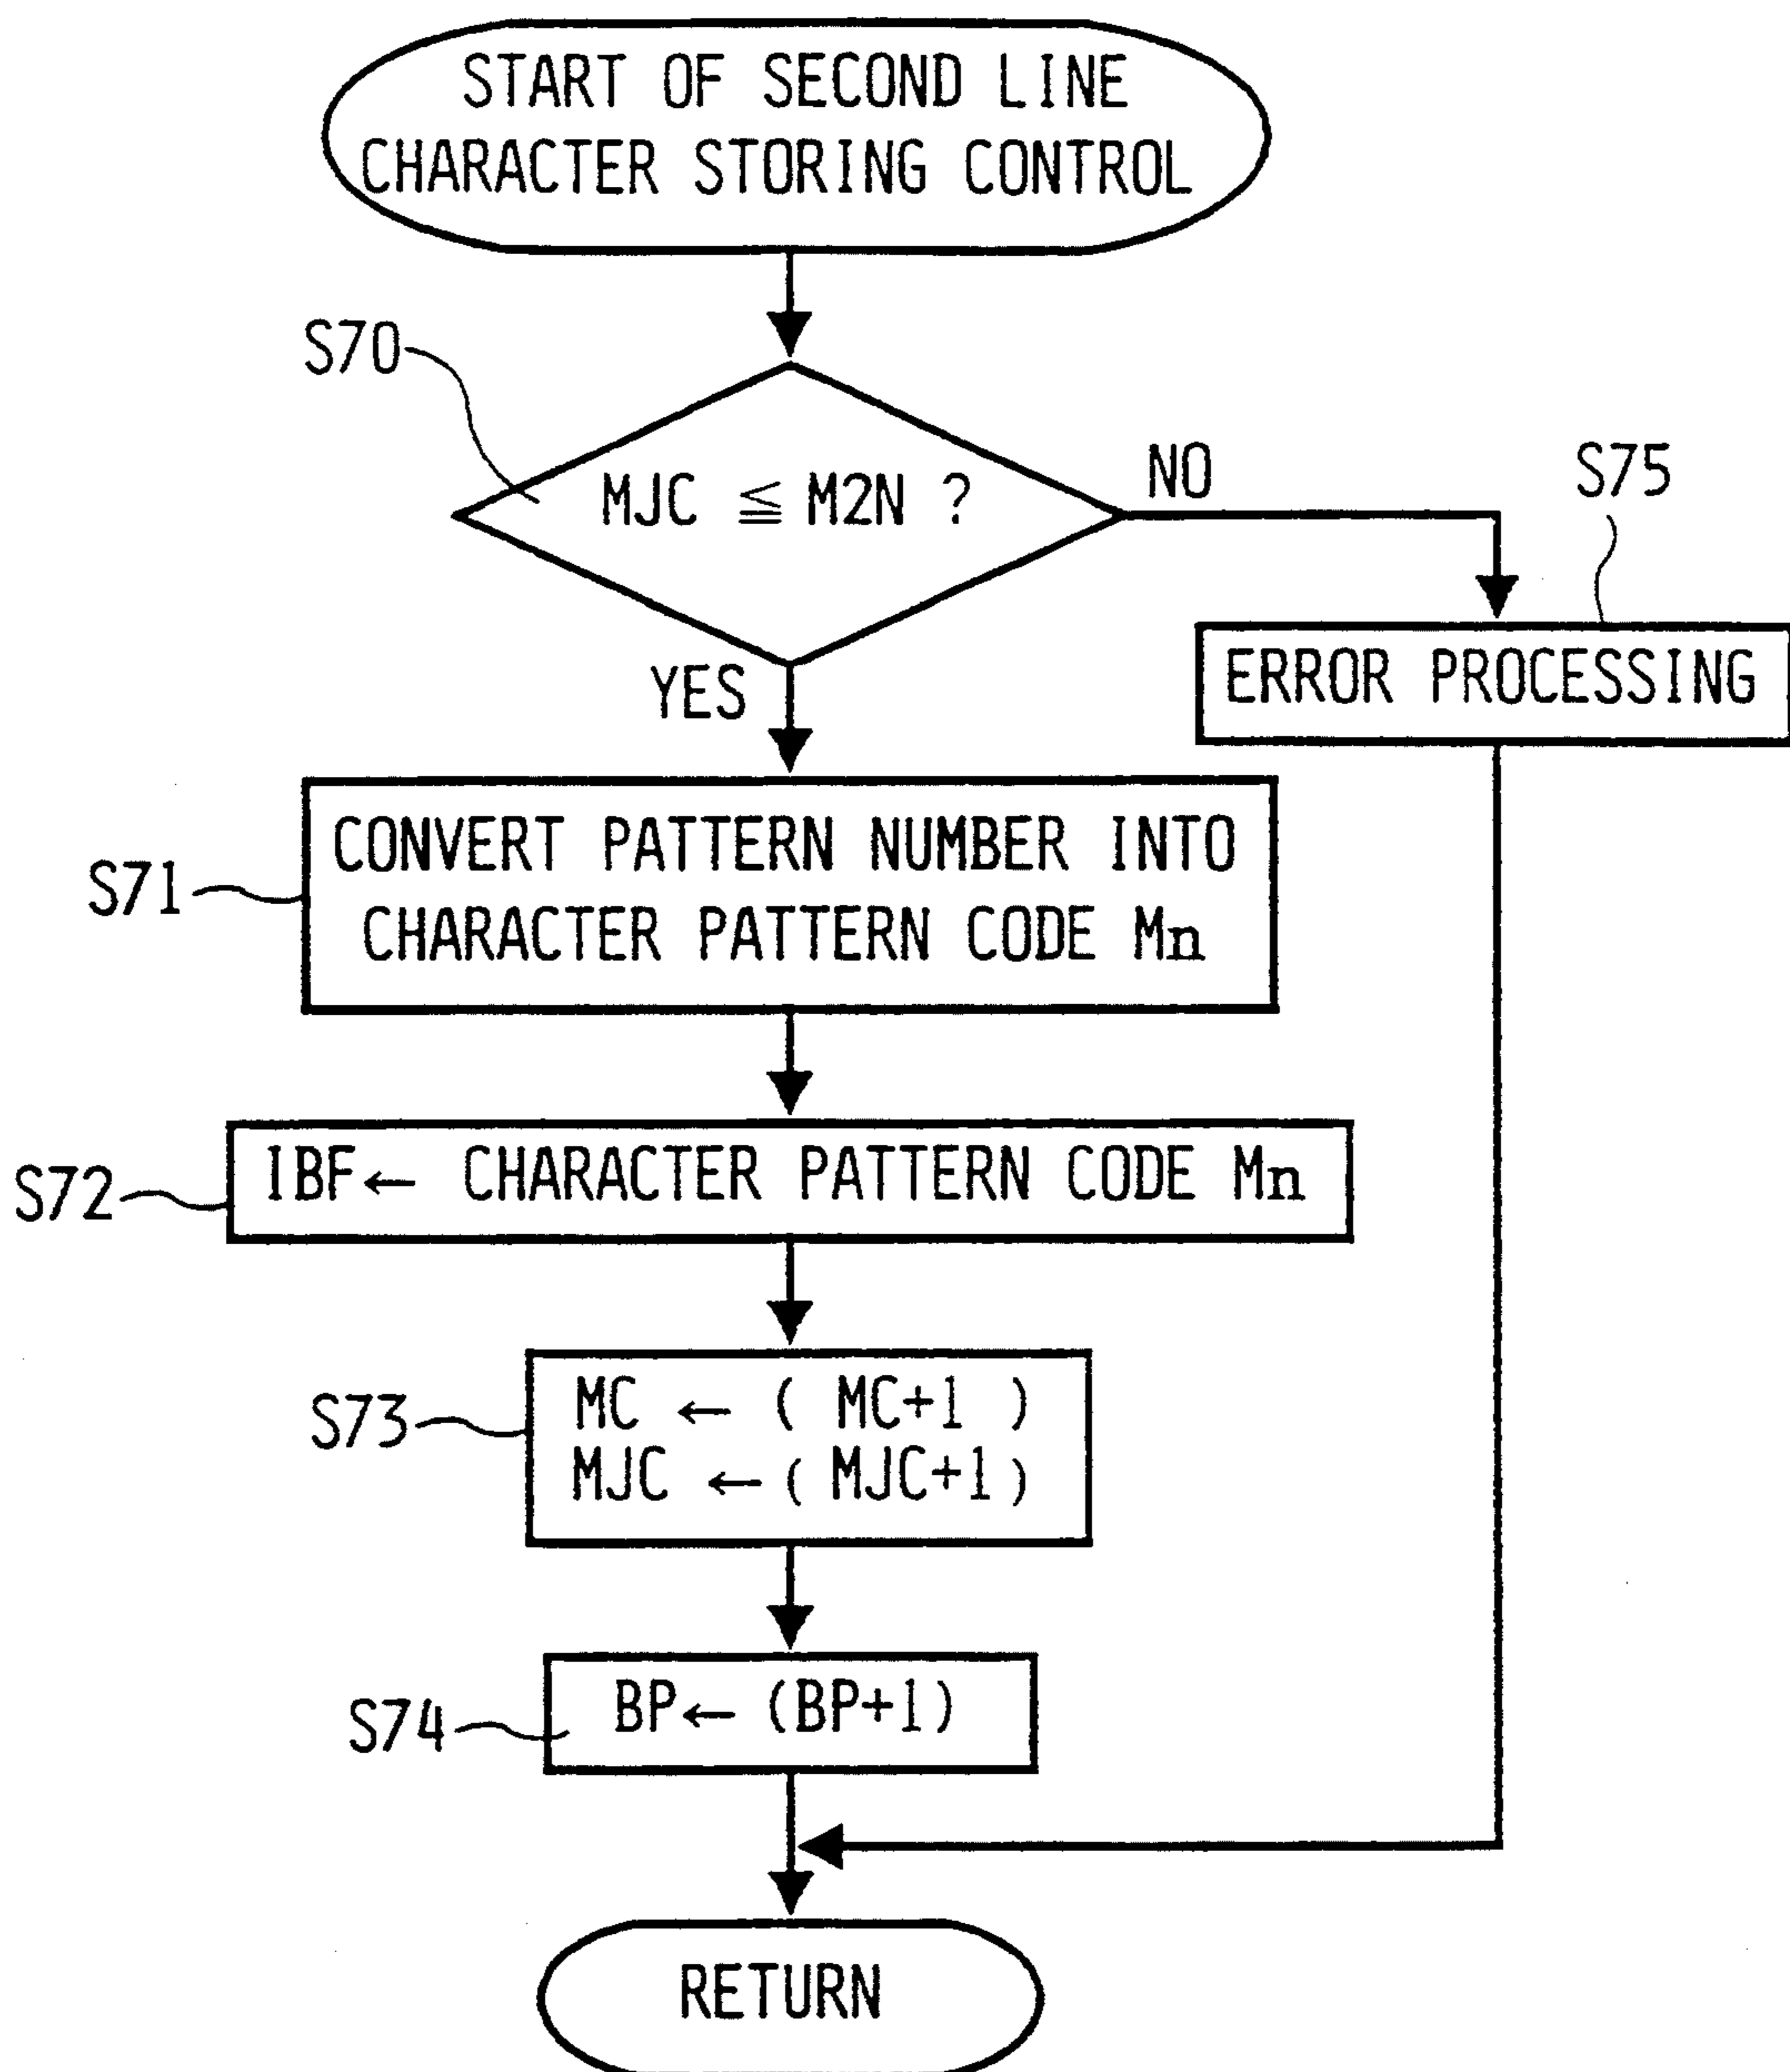 START OF SECOND LINE
CHARACTER STORING CONTROL
S70
MJC ≦ M2N ?
NO
S75
YES
ERROR PROCESSING
S71
CONVERT PATTERN NUMBER INTO
CHARACTER PATTERN CODE Mn
S72
IBF← CHARACTER PATTERN CODE Mn
S73
MC ← ( MC+1 )
MJC ← ( MJC+1 )
S74
BP← (BP+1)
RETURN